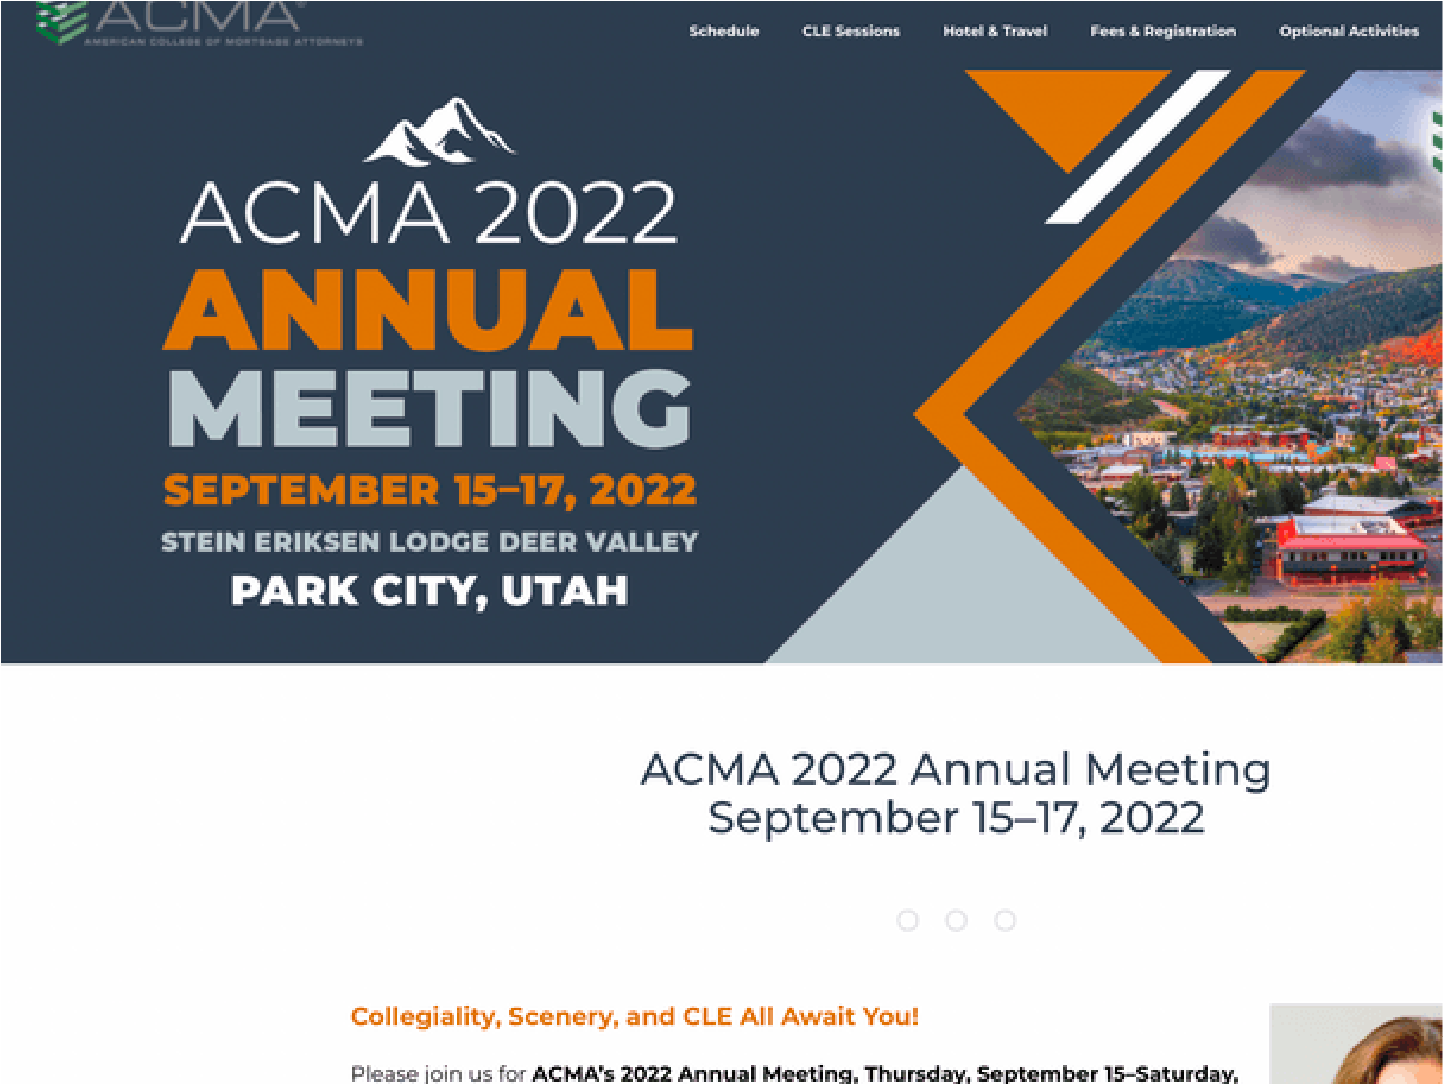 ACMA®
AMERICAN COLLEGE OF MORTGAGE ATTORNEYS
Schedule CLE Sessions Hotel & Travel Fees & Registration Optional Activities
ACMA 2022
ANNUAL
MEETING
SEPTEMBER 15–17, 2022
STEIN ERIKSEN LODGE DEER VALLEY
PARK CITY, UTAH
ACMA 2022 Annual Meeting
September 15–17, 2022
Collegiality, Scenery, and CLE All Await You!
Please join us for ACMA's 2022 Annual Meeting, Thursday, September 15–Saturday,